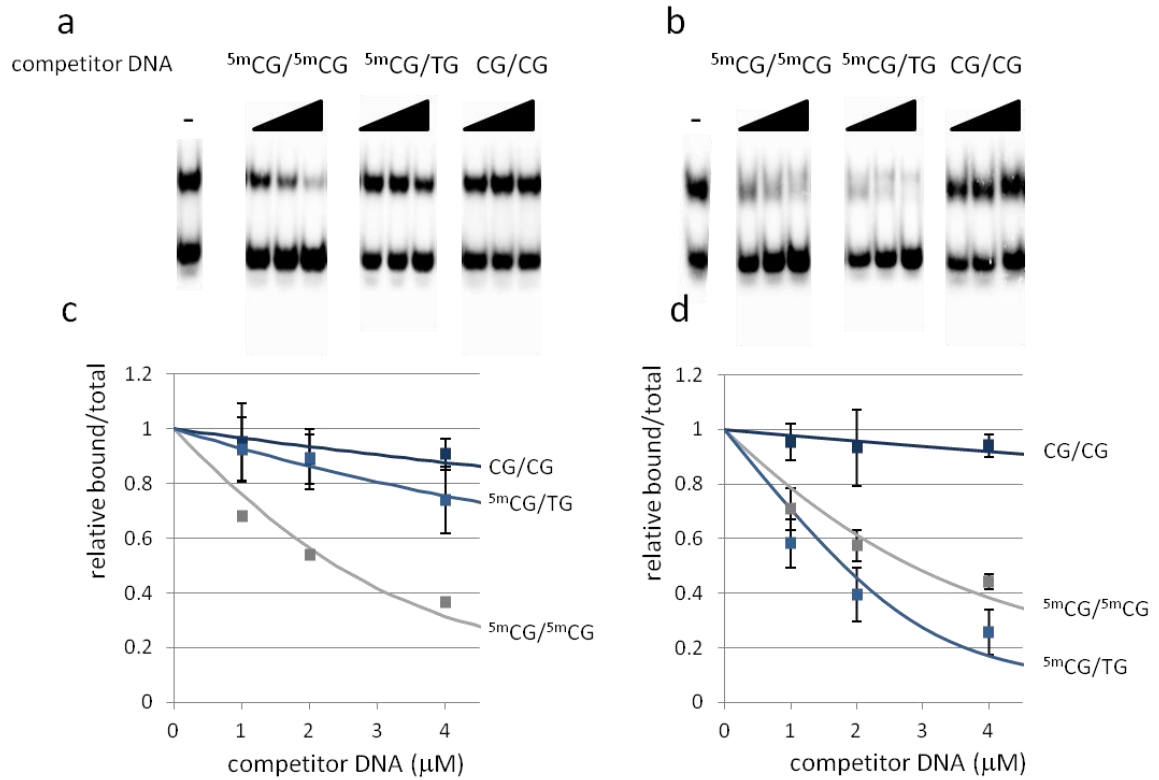 a
competitor DNA 5mCG/5mCG 5mCG/TG CG/CG
-
b
5mCG/5mCG 5mCG/TG CG/CG
-
c
relative bound/total
1.2
1
0.8
0.6
0.4
0.2
0
0 1 2 3 4
competitor DNA (μM)
CG/CG
5mCG/TG
5mCG/5mCG
d
relative bound/total
1.2
1
0.8
0.6
0.4
0.2
0
0 1 2 3 4
competitor DNA (μM)
CG/CG
5mCG/5mCG
5mCG/TG